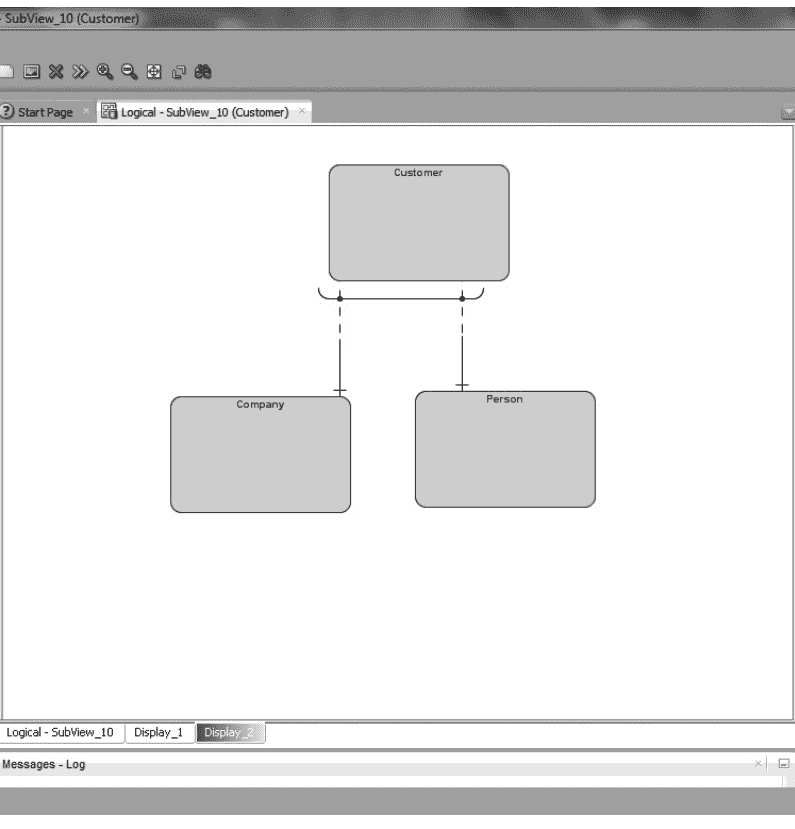 - SubView_10 (Customer)
Start Page × Logical - SubView_10 (Customer) ×
Customer
Company
Person
Logical - SubView_10 Display_1 Display_2
Messages - Log